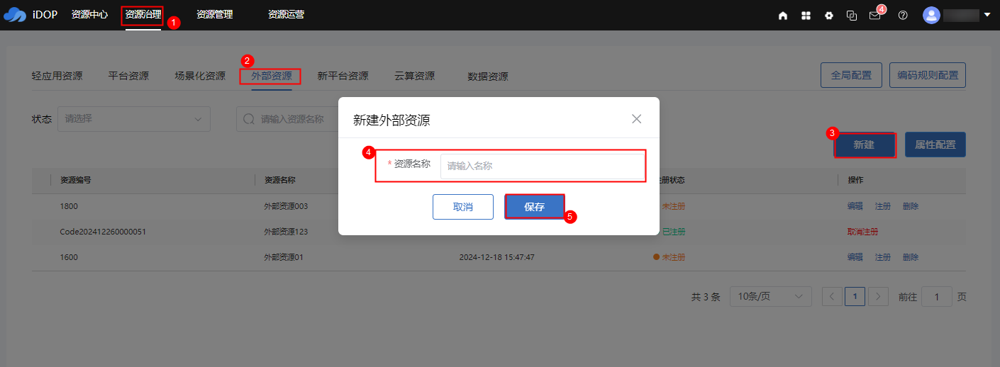 iDOP 资源中心 资源治理 资源管理 资源运营 4
1
2
轻应用资源 平台资源 场景化资源 外部资源 新平台资源 云算资源 数据资源 全局配置 编码规则配置
状态 请选择 请输入资源名称
新建外部资源
3
新建 属性配置
4
* 资源名称 请输入名称
资源编号 资源名称 册状态 操作
取消 保存
5
1800 外部资源003 未注册 编辑 注册 删除
Code202412260000051 外部资源123 已注册 取消注册
1600 外部资源01 2024-12-18 15:47:47 未注册 编辑 注册 删除
共 3 条 10条/页 1 前往 1 页